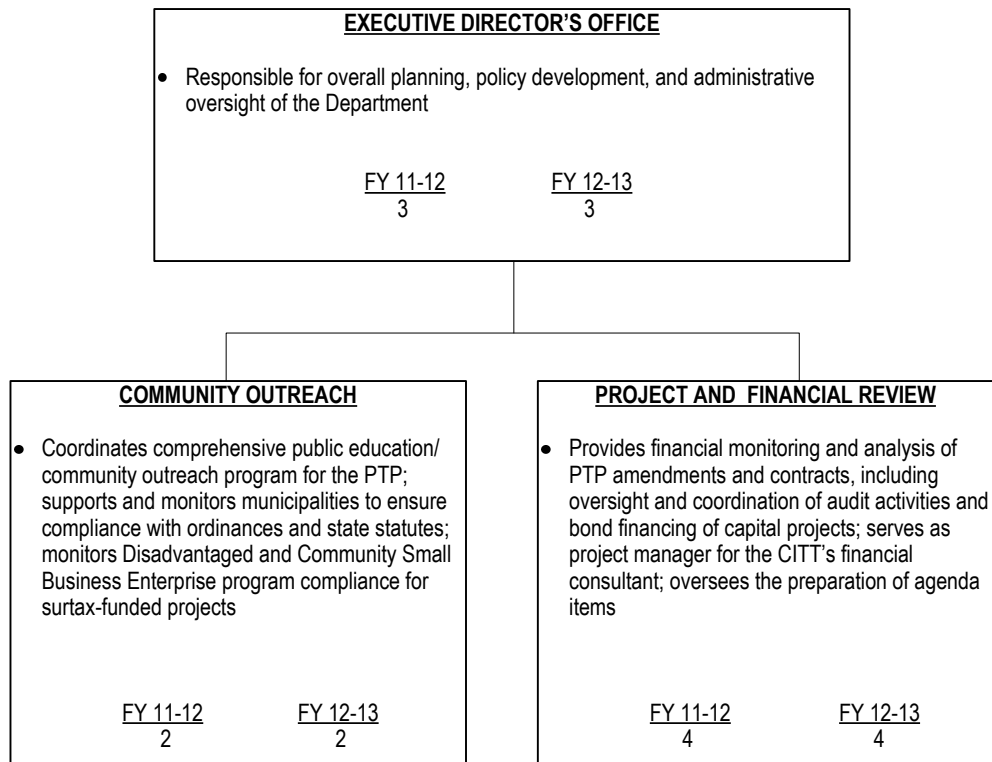 EXECUTIVE DIRECTOR'S OFFICE
• Responsible for overall planning, policy development, and administrative
oversight of the Department
FY 11-12 FY 12-13
3 3
COMMUNITY OUTREACH
• Coordinates comprehensive public education/
community outreach program for the PTP;
supports and monitors municipalities to ensure
compliance with ordinances and state statutes;
monitors Disadvantaged and Community Small
Business Enterprise program compliance for
surtax-funded projects
FY 11-12 FY 12-13
2 2
PROJECT AND FINANCIAL REVIEW
• Provides financial monitoring and analysis of
PTP amendments and contracts, including
oversight and coordination of audit activities and
bond financing of capital projects; serves as
project manager for the CITT's financial
consultant; oversees the preparation of agenda
items
FY 11-12 FY 12-13
4 4